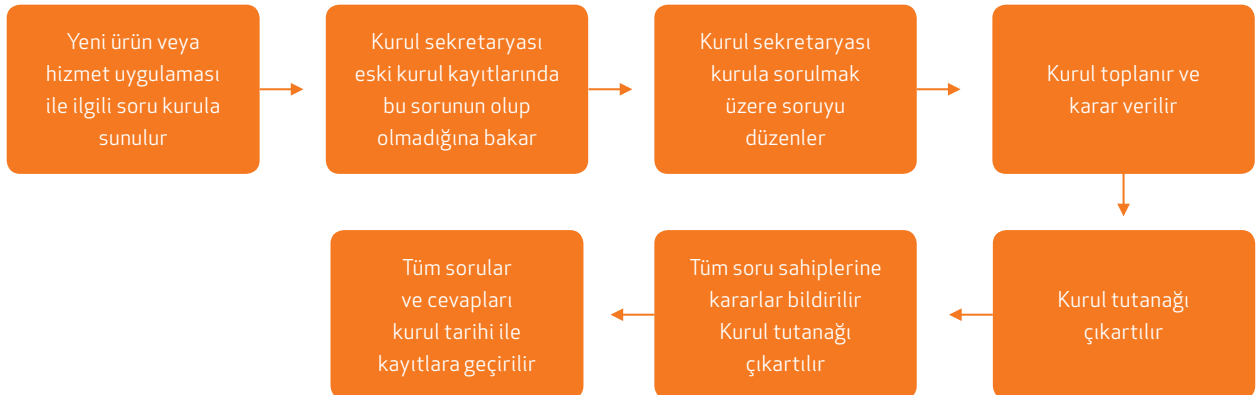 Yeni ürün veya
hizmet uygulaması
ile ilgili soru kurula
sunulur
Kurul sekretaryası
eski kurul kayıtlarında
bu sorunun olup
olmadığına bakar
Kurul sekretaryası
kurula sorulmak
üzere soruyu
düzenler
Kurul toplanır ve
karar verilir
Kurul tutanağı
çıkartılır
Tüm soru sahiplerine
kararlar bildirilir
Kurul tutanağı
çıkartılır
Tüm sorular
ve cevapları
kurul tarihi ile
kayıtlara geçirilir